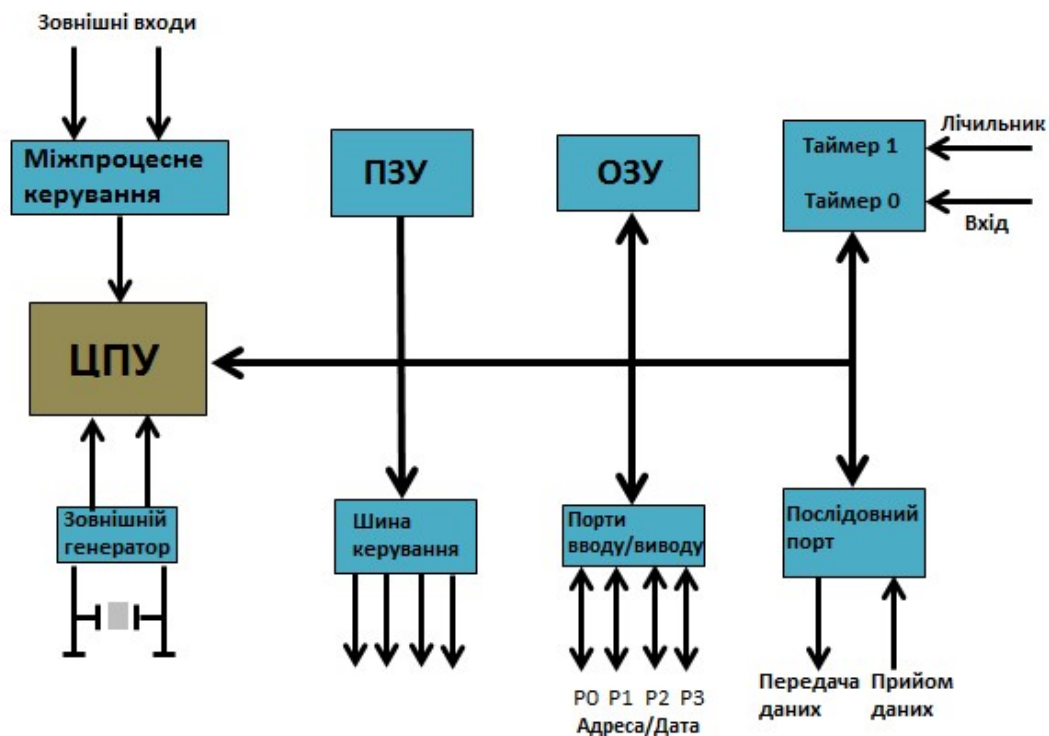 Зовнішні входи
Міжпроцесне
керування
ПЗУ
ОЗУ
Таймер 1
Таймер 0
Лічильник
Вхід
ЦПУ
Зовнішній
генератор
Шина
керування
Порти
вводу/виводу
Послідовний
порт
P0 P1 P2 P3
Адреса/Дата
Передача
даних
Прийом
даних